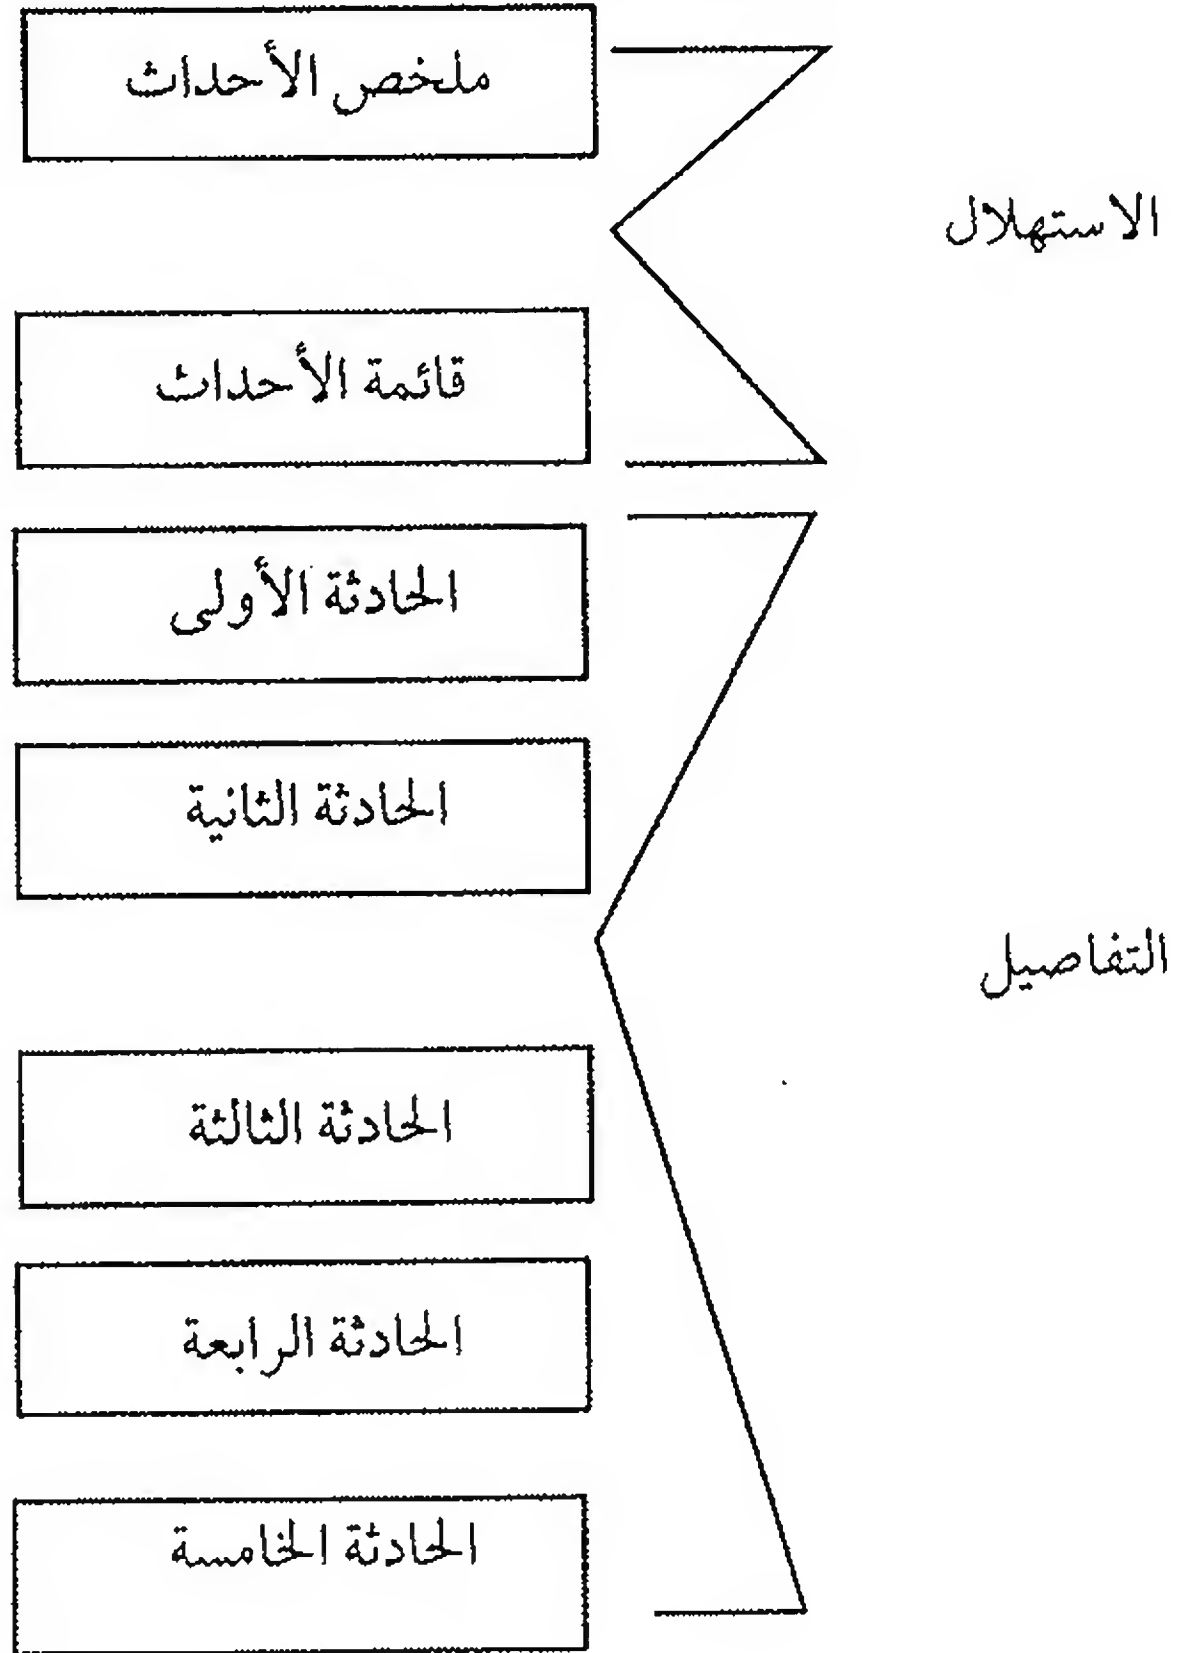 ملخص الأحداث
الاستهلال
قائمة الأحداث
الحادثة الأولى
الحادثة الثانية
التفاصيل
الحادثة الثالثة
الحادثة الرابعة
الحادثة الخامسة